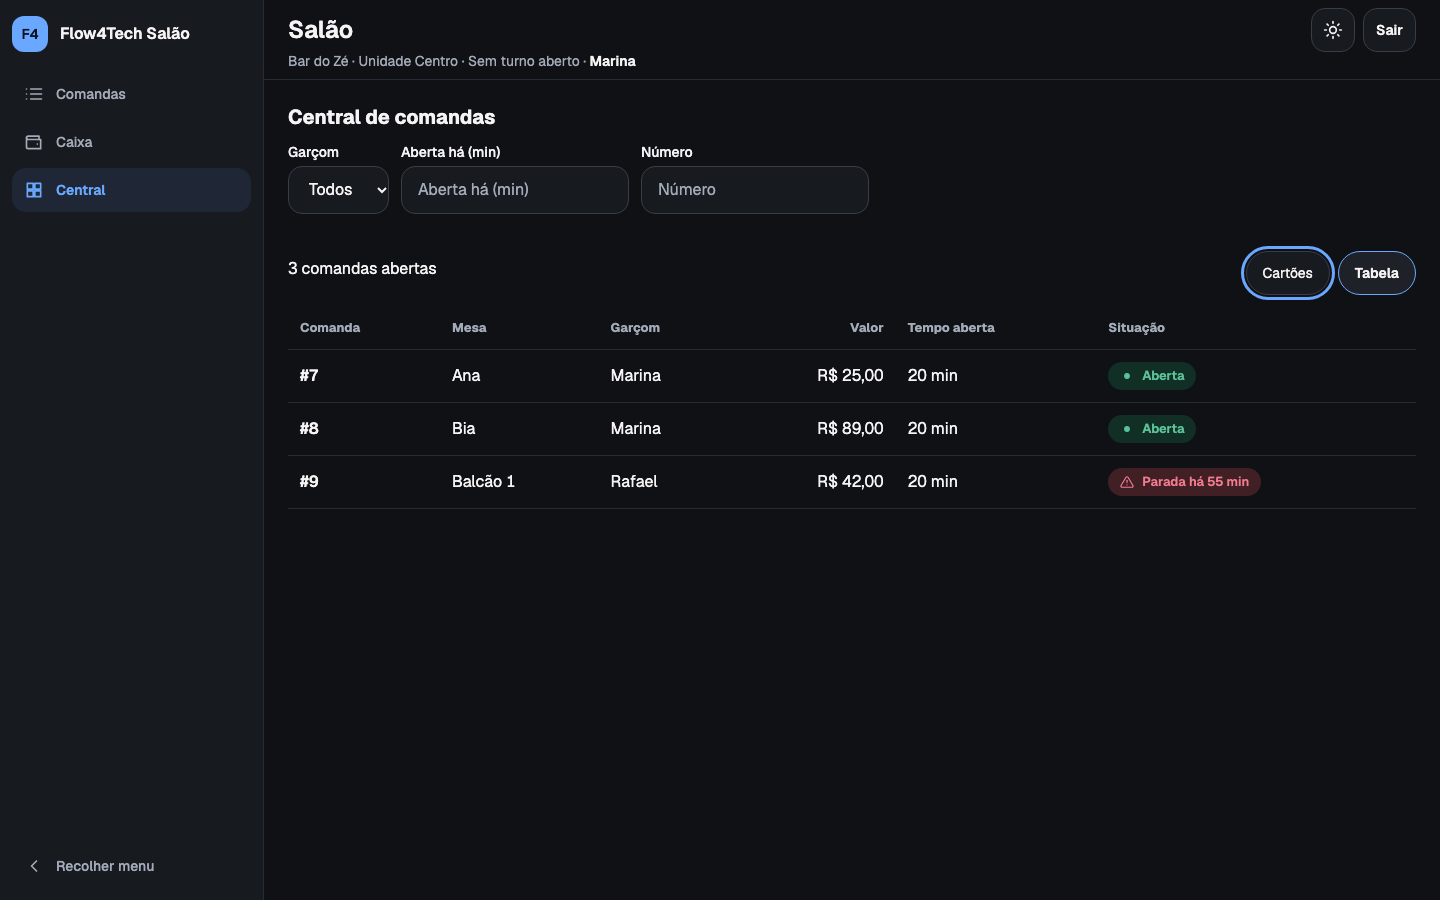 F4 Flow4Tech Salão
Comandas
Caixa
Central
Recolher menu
Salão
Bar do Zé · Unidade Centro · Sem turno aberto · Marina
Sair
Central de comandas
Garçom Aberta há (min) Número
Todos Aberta há (min) Número
3 comandas abertas
Cartões Tabela
Comanda Mesa Garçom Valor Tempo aberta Situação
#7 Ana Marina R$ 25,00 20 min Aberta
#8 Bia Marina R$ 89,00 20 min Aberta
#9 Balcão 1 Rafael R$ 42,00 20 min Parada há 55 min